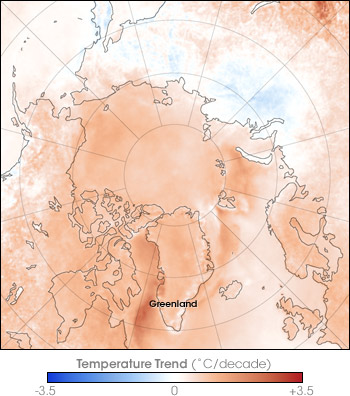 Greenland
Temperature Trend (˚C/decade)
-3.5 0 +3.5